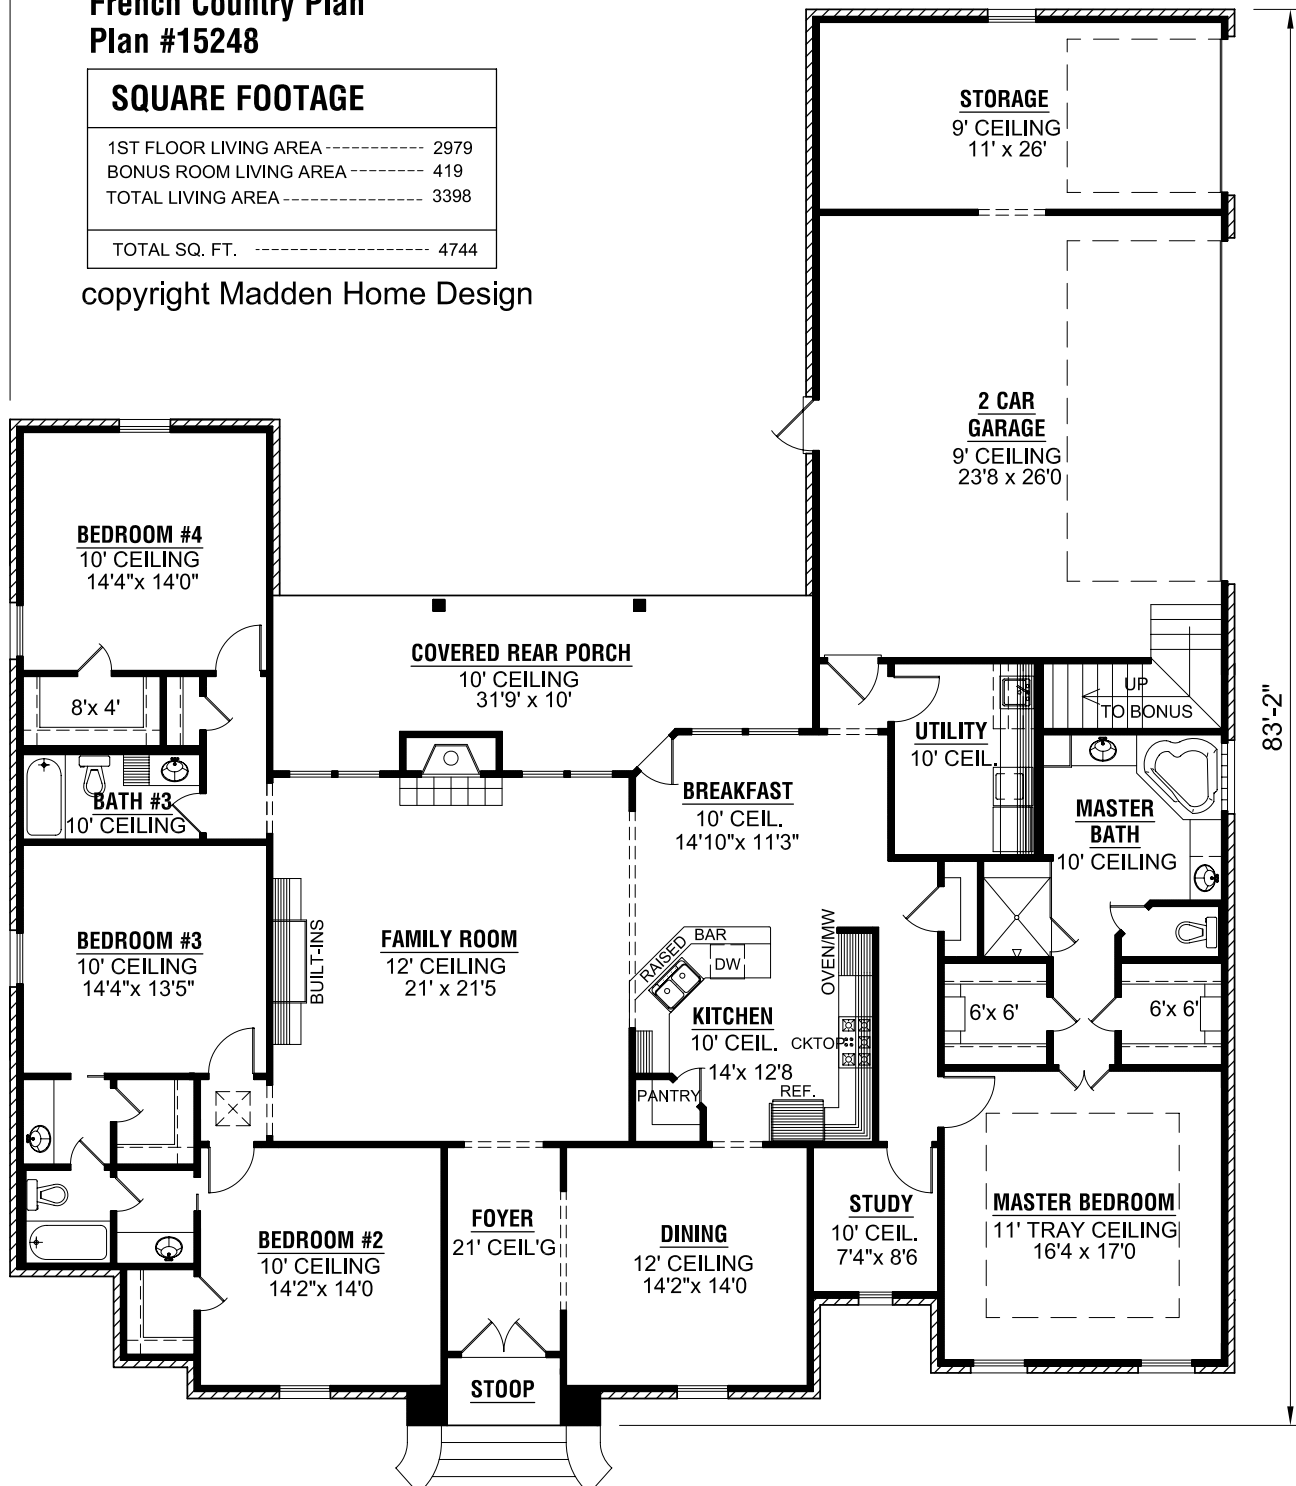 French Country Plan
Plan #15248
SQUARE FOOTAGE
1ST FLOOR LIVING AREA ----------- 2979
BONUS ROOM LIVING AREA -------- 419
TOTAL LIVING AREA --------------- 3398
TOTAL SQ. FT. ------------------- 4744
copyright Madden Home Design
STORAGE
9' CEILING
11' x 26'
2 CAR
GARAGE
9' CEILING
23'8 x 26'0
BEDROOM #4
10' CEILING
14'4"x 14'0"
COVERED REAR PORCH
10' CEILING
31'9' x 10'
8'x 4'
UP
TO BONUS
83'-2"
UTILITY
10' CEIL.
BATH #3
10' CEILING
BREAKFAST
10' CEIL.
14'10"x 11'3"
MASTER
BATH
10' CEILING
BEDROOM #3
10' CEILING
14'4"x 13'5"
BUILT-INS
FAMILY ROOM
12' CEILING
21' x 21'5
RAISED BAR
DW
OVEN/MW
KITCHEN
10' CEIL.
14'x 12'8
CKTOP
PANTRY
REF.
6'x 6'
6'x 6'
BEDROOM #2
10' CEILING
14'2"x 14'0
FOYER
21' CEIL'G
DINING
12' CEILING
14'2"x 14'0
STUDY
10' CEIL.
7'4"x 8'6
MASTER BEDROOM
11' TRAY CEILING
16'4 x 17'0
STOOP